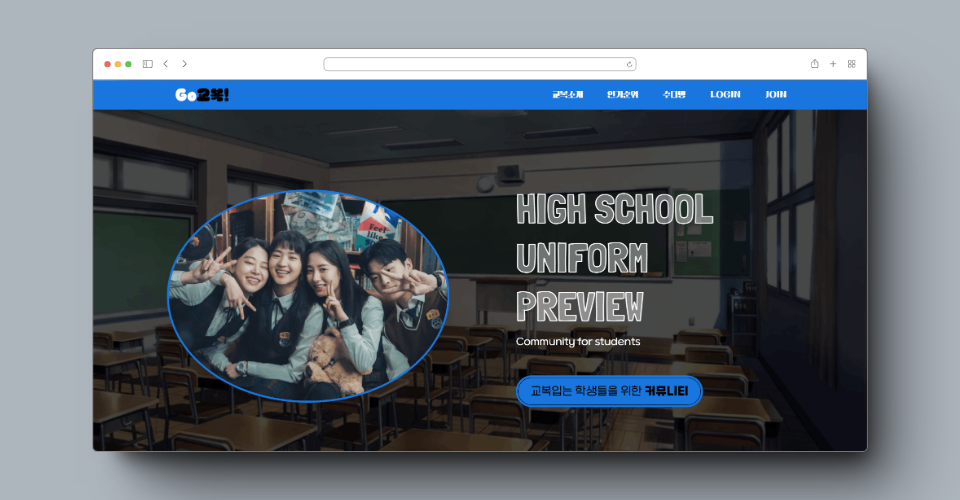 Go교복!
교복소개 인기순위 수다방 LOGIN JOIN
Feel
like
HIGH SCHOOL
UNIFORM
PREVIEW
Community for students
교복입는 학생들을 위한 커뮤니티